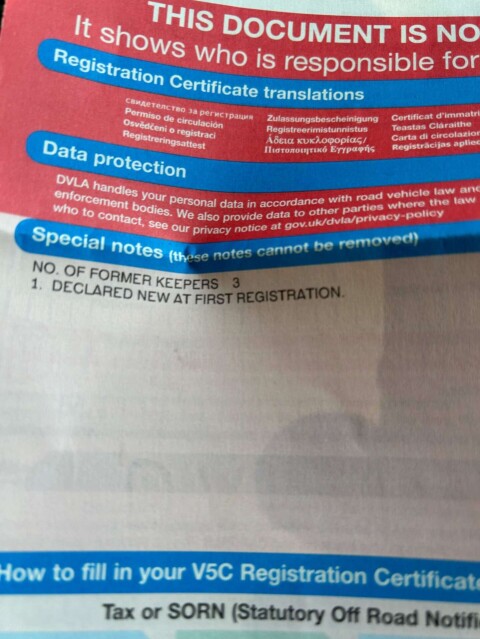 THIS DOCUMENT IS NO
It shows who is responsible for
Registration Certificate translations
свидетелство за регистрация
Permiso de circulación
Osvědčení o registraci
Registreringsattest
Zulassungsbescheinigung
Registreerimistunnistus
Άδεια κυκλοφορίας/
Πιστοποιητικό Εγγραφής
Certificat d'immatri
Teastas Cláraithe
Carta di circolazion
Reģistrācijas apliec
Data protection
DVLA handles your personal data in accordance with road vehicle law and
enforcement bodies. We also provide data to other parties where the law
who to contact, see our privacy notice at gov.uk/dvla/privacy-policy
Special notes (these notes cannot be removed)
NO. OF FORMER KEEPERS 3
1. DECLARED NEW AT FIRST REGISTRATION.
How to fill in your V5C Registration Certificate
Tax or SORN (Statutory Off Road Notifi